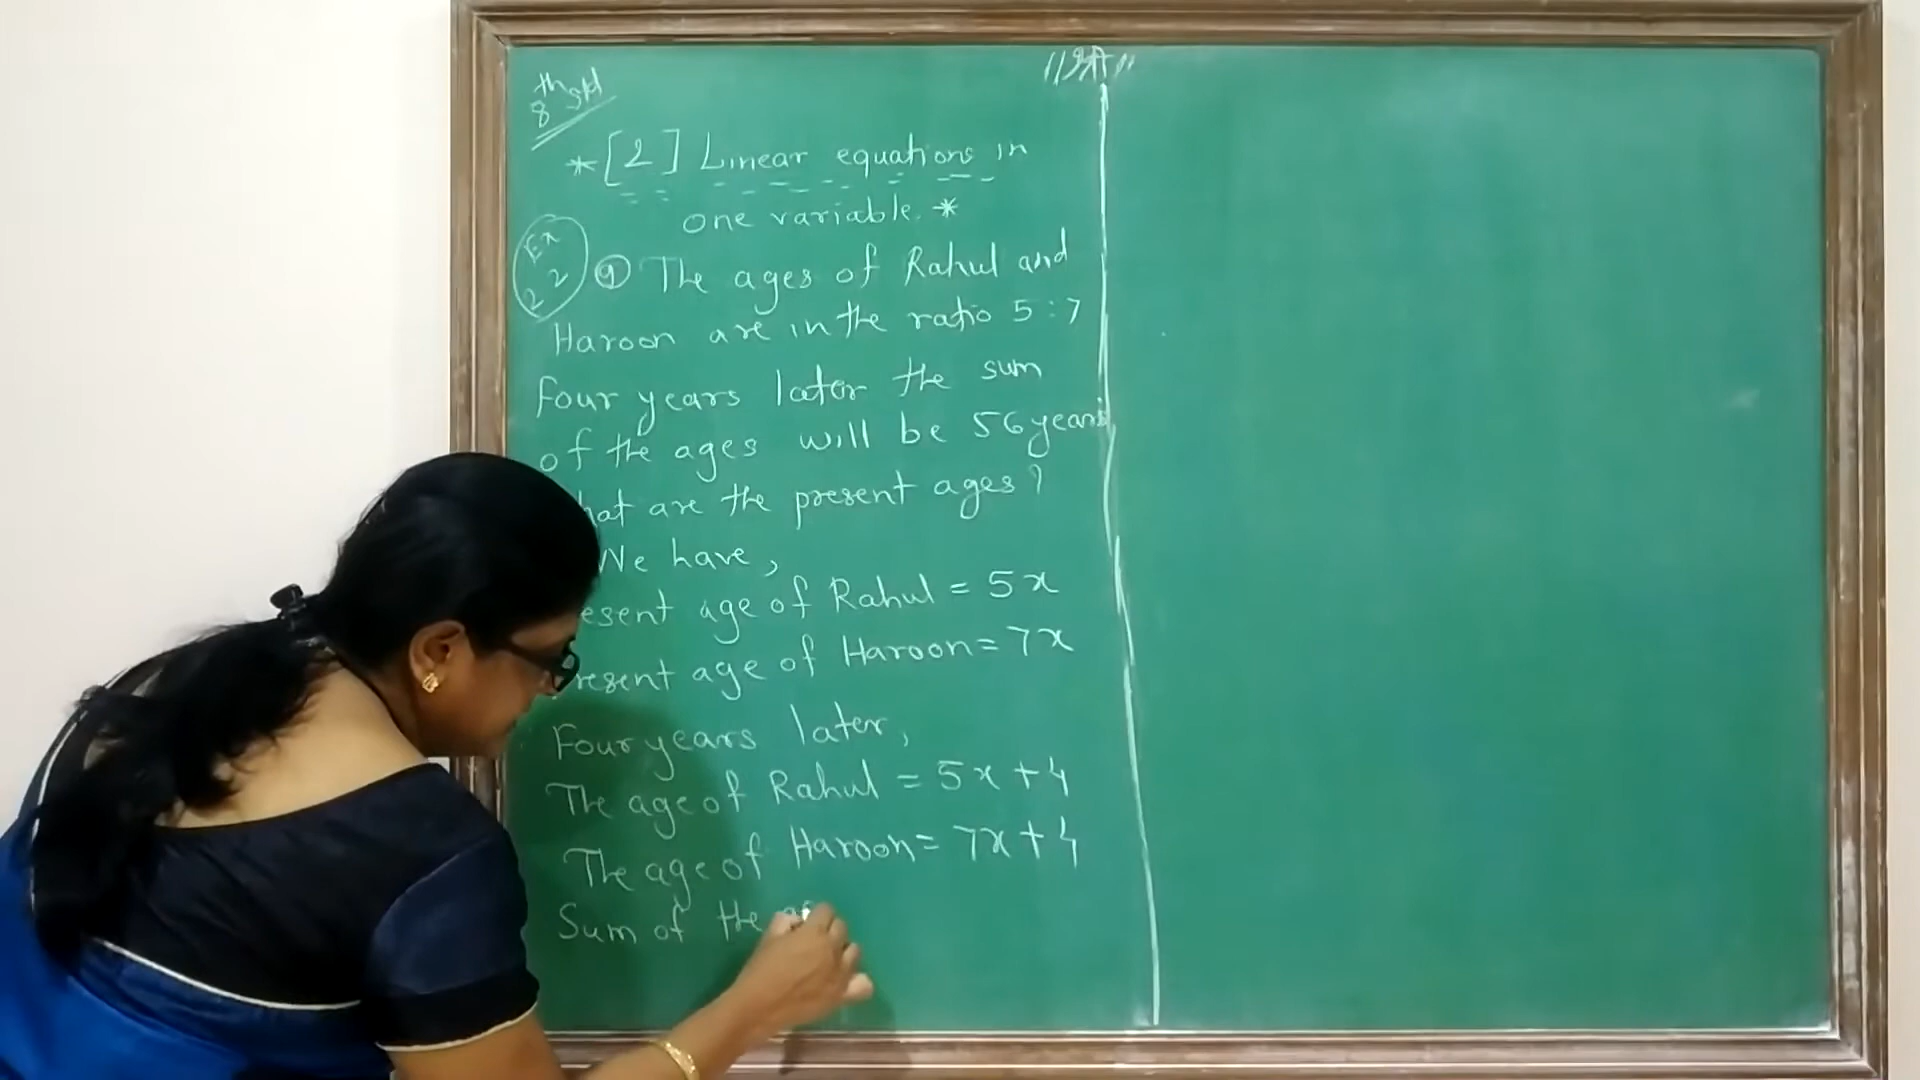 8th std
* [2] Linear equations in
one variable. *
Ex
2.2
9 The ages of Rahul and
Haroon are in the ratio 5:7
Four years later the sum
of the ages will be 56 years
hat are the present ages?
We have,
esent age of Rahul = 5x
resent age of Haroon = 7x
Four years later,
The age of Rahul = 5x + 4
The age of Haroon = 7x + 4
Sum of the